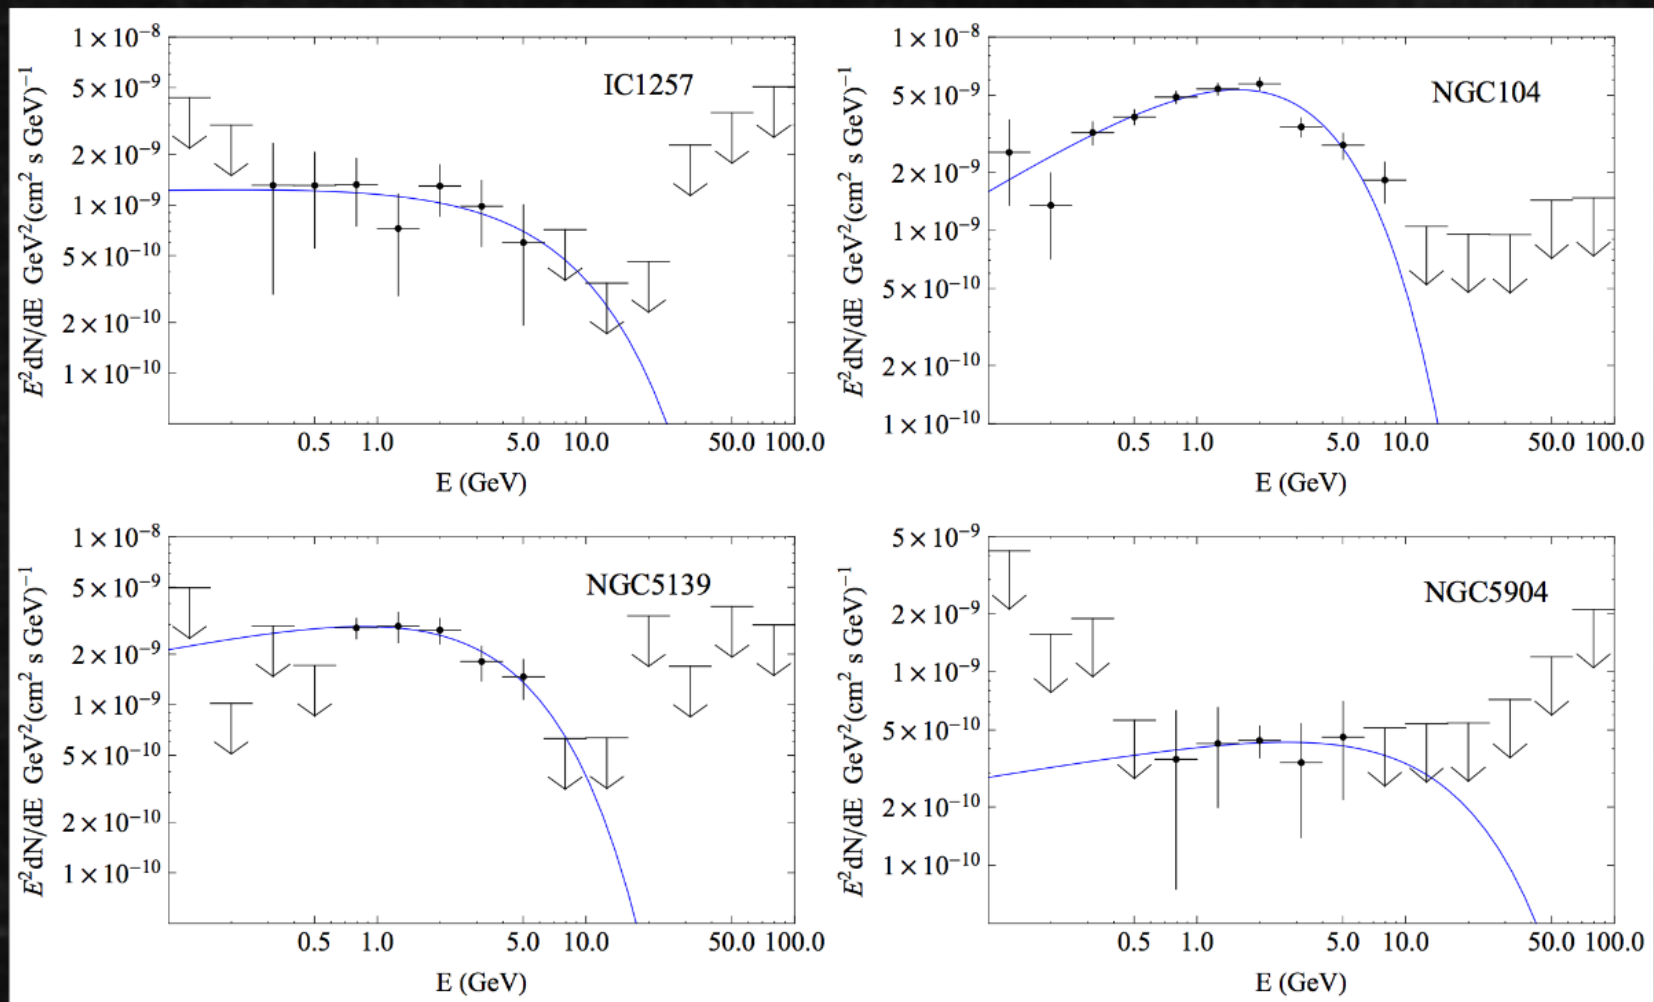 IC1257
E²dN/dE GeV²(cm² s GeV)⁻¹
1×10⁻⁸
5×10⁻⁹
2×10⁻⁹
1×10⁻⁹
5×10⁻¹⁰
2×10⁻¹⁰
1×10⁻¹⁰
0.5 1.0 5.0 10.0 50.0 100.0
E (GeV)
NGC104
E²dN/dE GeV²(cm² s GeV)⁻¹
1×10⁻⁸
5×10⁻⁹
2×10⁻⁹
1×10⁻⁹
5×10⁻¹⁰
2×10⁻¹⁰
1×10⁻¹⁰
0.5 1.0 5.0 10.0 50.0 100.0
E (GeV)
NGC5139
E²dN/dE GeV²(cm² s GeV)⁻¹
1×10⁻⁸
5×10⁻⁹
2×10⁻⁹
1×10⁻⁹
5×10⁻¹⁰
2×10⁻¹⁰
1×10⁻¹⁰
0.5 1.0 5.0 10.0 50.0 100.0
E (GeV)
NGC5904
E²dN/dE GeV²(cm² s GeV)⁻¹
5×10⁻⁹
2×10⁻⁹
1×10⁻⁹
5×10⁻¹⁰
2×10⁻¹⁰
1×10⁻¹⁰
0.5 1.0 5.0 10.0 50.0 100.0
E (GeV)